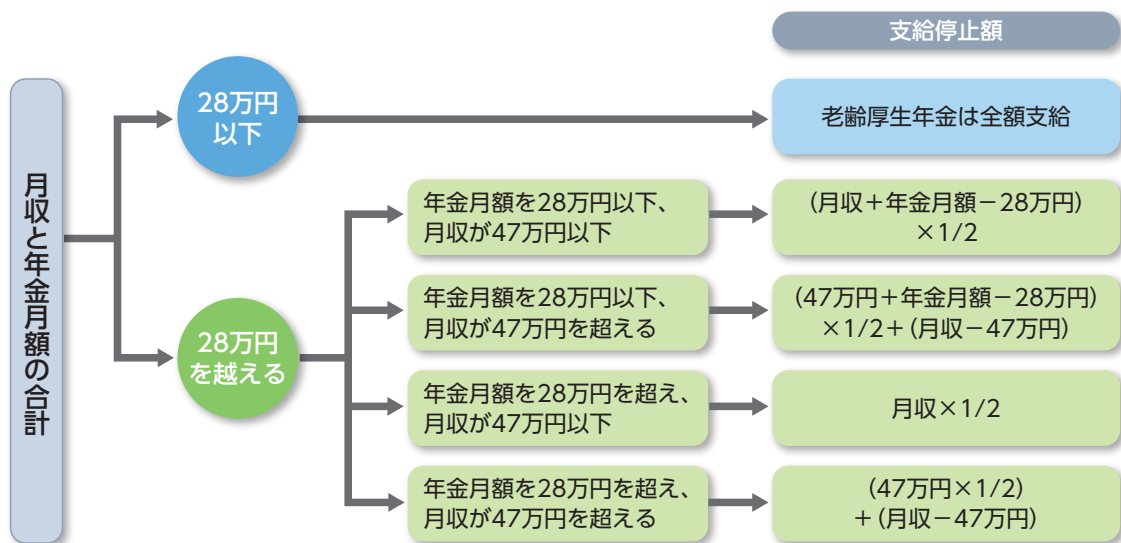 支給停止額
月収と年金月額の合計
28万円
以下
老齢厚生年金は全額支給
28万円
を越える
年金月額を28万円以下、
月収が47万円以下
(月収＋年金月額－28万円)
×1/2
年金月額を28万円以下、
月収が47万円を超える
(47万円＋年金月額－28万円)
×1/2＋(月収－47万円)
年金月額を28万円を超え、
月収が47万円以下
月収×1/2
年金月額を28万円を超え、
月収が47万円を超える
(47万円×1/2)
＋(月収－47万円)